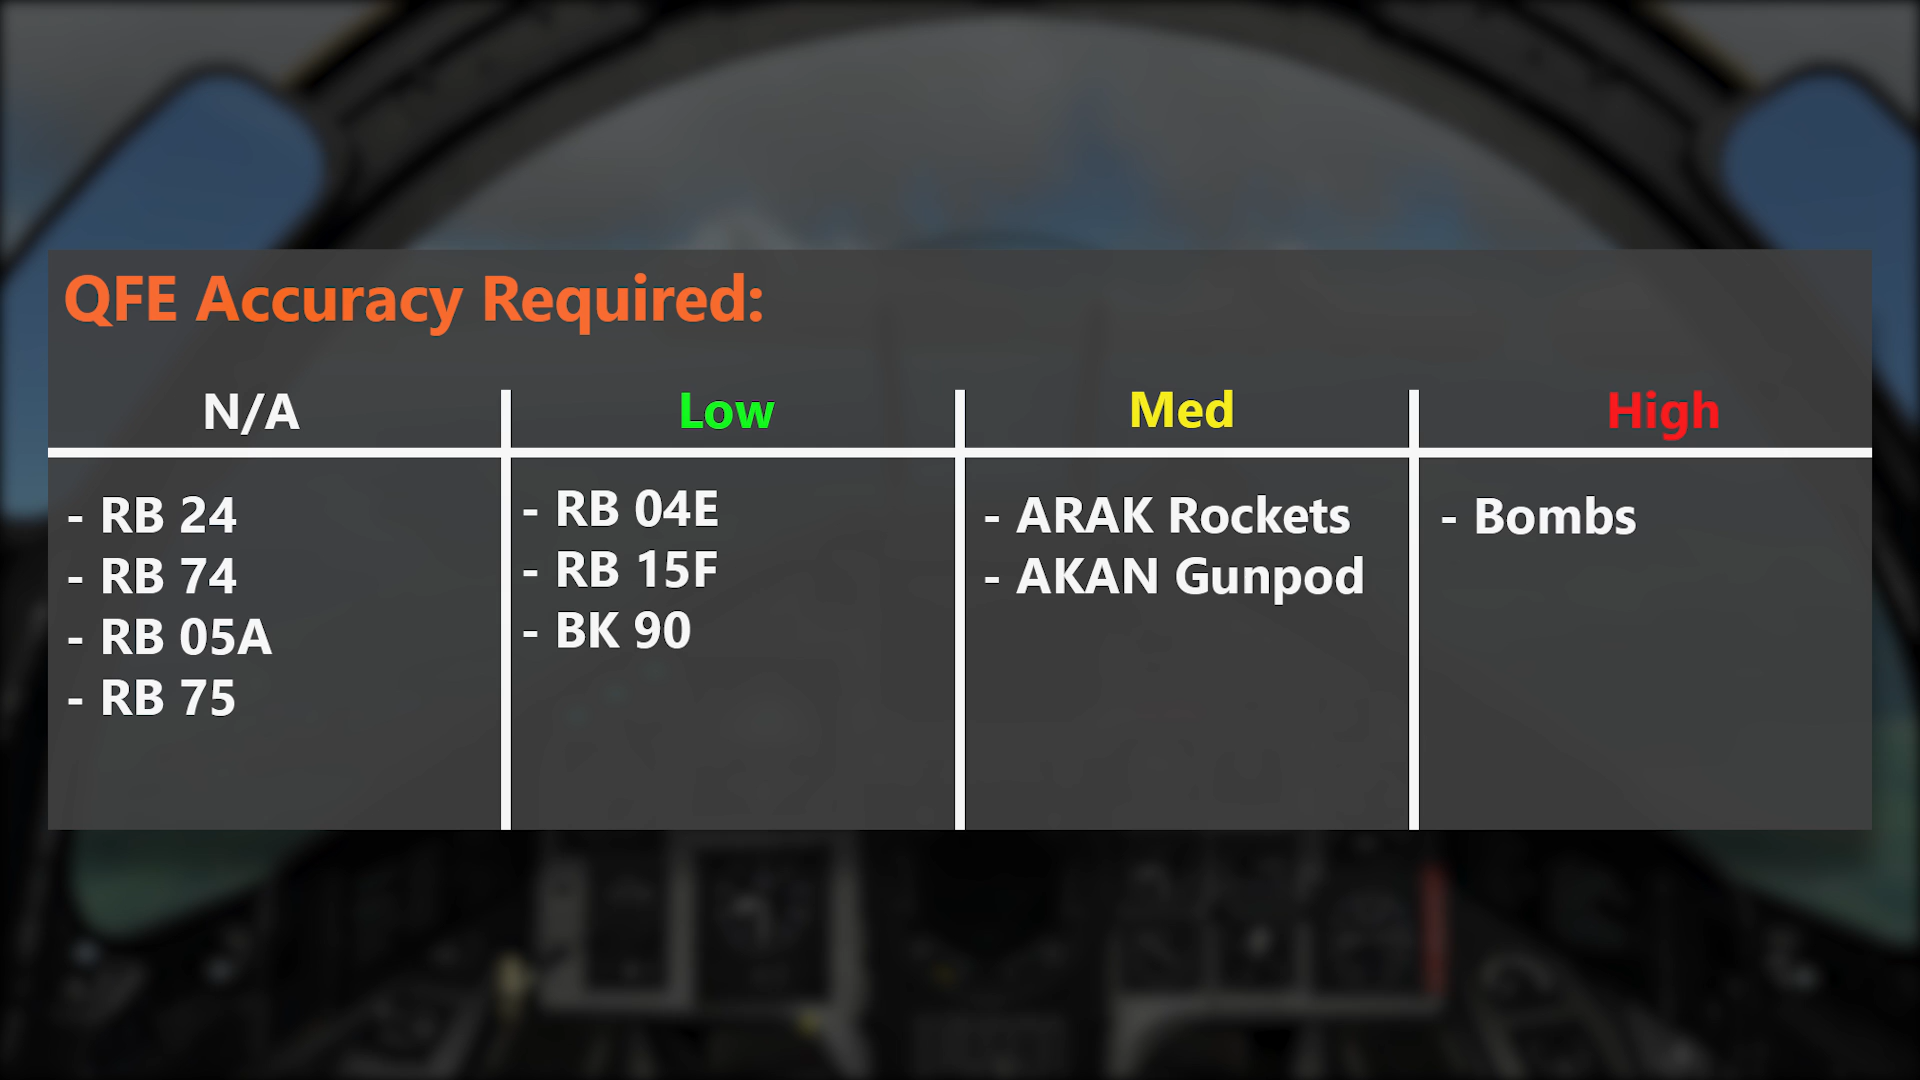 QFE Accuracy Required:
N/A
- RB 24
- RB 74
- RB 05A
- RB 75
Low
- RB 04E
- RB 15F
- BK 90
Med
- ARAK Rockets
- AKAN Gunpod
High
- Bombs